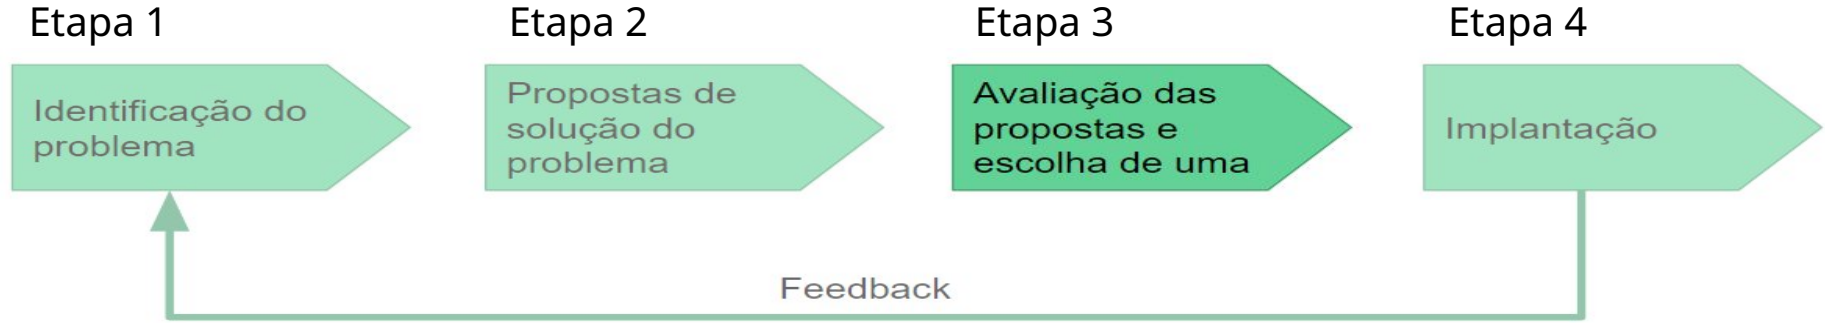 Etapa 1
Etapa 2
Etapa 3
Etapa 4
Identificação do
problema
Propostas de
solução do
problema
Avaliação das
propostas e
escolha de uma
Implantação
Feedback